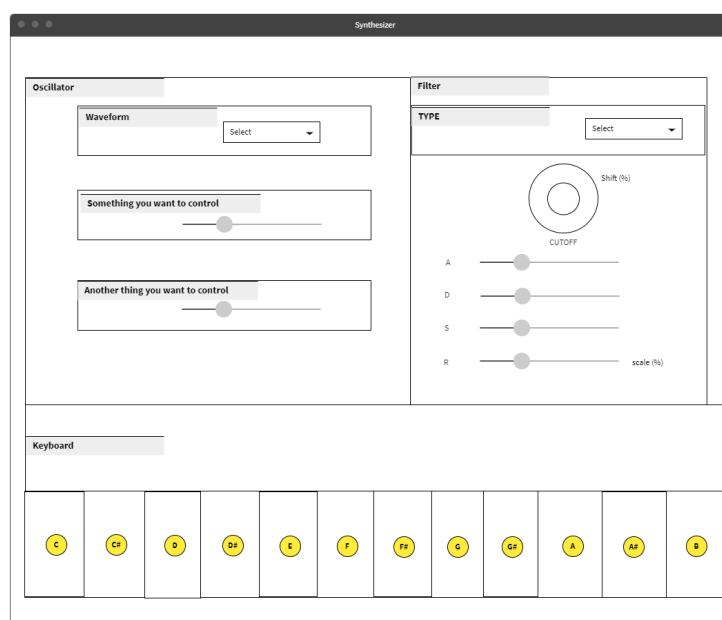 Synthesizer
Oscillator
Waveform
Select
Something you want to control
Another thing you want to control
Filter
TYPE
Select
Shift (%)
CUTOFF
A
D
S
R
scale (%)
Keyboard
C C# D D# E F F# G G# A A# B